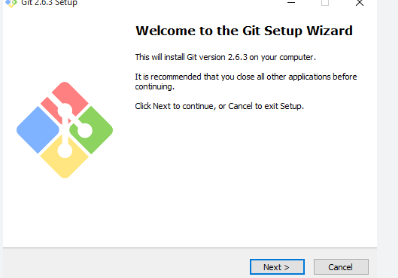 Git 2.6.3 Setup
Welcome to the Git Setup Wizard
This will install Git version 2.6.3 on your computer.
It is recommended that you close all other applications before
continuing.
Click Next to continue, or Cancel to exit Setup.
Next >
Cancel